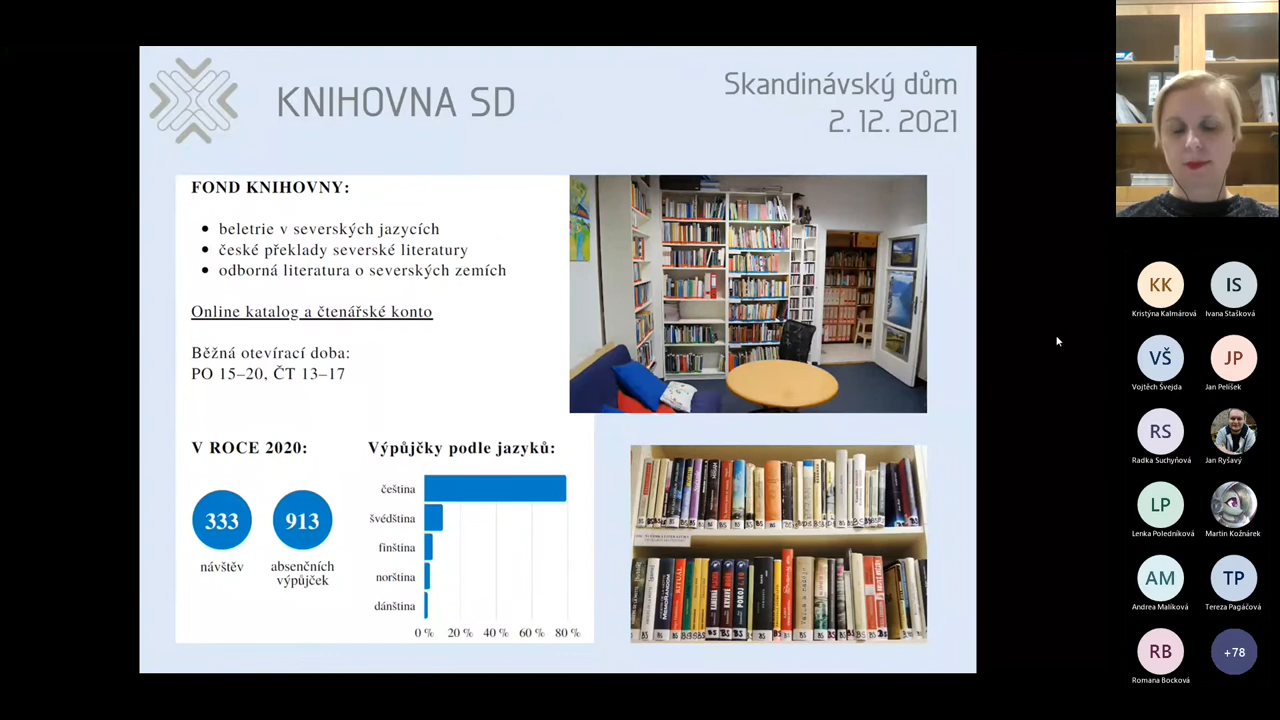 KNIHOVNA SD
Skandinávský dům
2. 12. 2021
FOND KNIHOVNY:
beletrie v severských jazycích
české překlady severské literatury
odborná literatura o severských zemích
Online katalog a čtenářské konto
Běžná otevírací doba:
PO 15–20, ČT 13–17
V ROCE 2020:
333
návštěv
913
absenčních
výpůjček
Výpůjčky podle jazyků:
čeština
švédština
finština
norština
dánština
0 %
20 %
40 %
60 %
80 %
RITUÁL
POKOJ
KK
Kristýna Kalmárová
IS
Ivana Stašková
VŠ
Vojtěch Švejda
JP
Jan Pelíšek
RS
Radka Suchyňová
Jan Ryšavý
LP
Lenka Poledníková
Martin Kožnárek
AM
Andrea Malíková
TP
Tereza Pagáčová
RB
Romana Bocková
+78